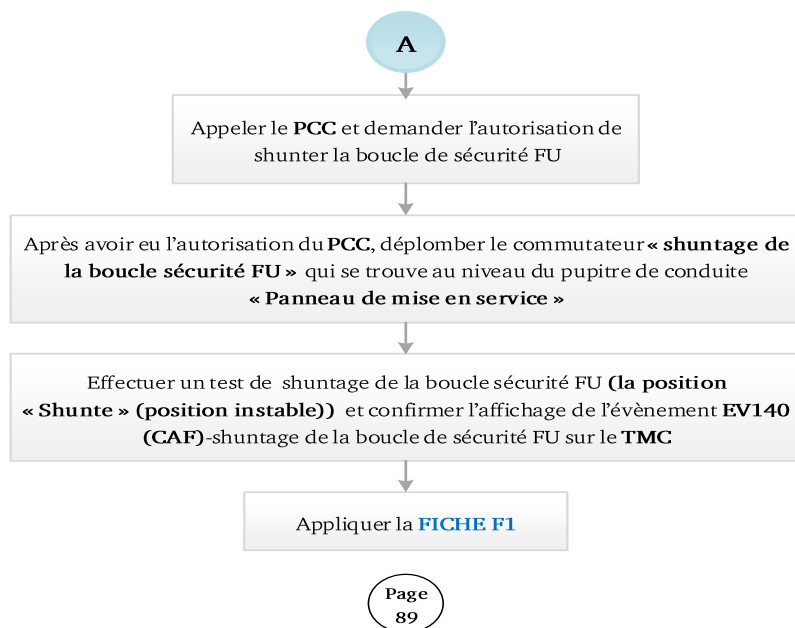 A
Appeler le PCC et demander l'autorisation de
shunter la boucle de sécurité FU
Après avoir eu l'autorisation du PCC, déplomber le commutateur « shuntage de
la boucle sécurité FU » qui se trouve au niveau du pupitre de conduite
« Panneau de mise en service »
Effectuer un test de shuntage de la boucle sécurité FU (la position
« Shunte » (position instable)) et confirmer l'affichage de l'évènement EV140
(CAF)-shuntage de la boucle de sécurité FU sur le TMC
Appliquer la FICHE F1
Page
89